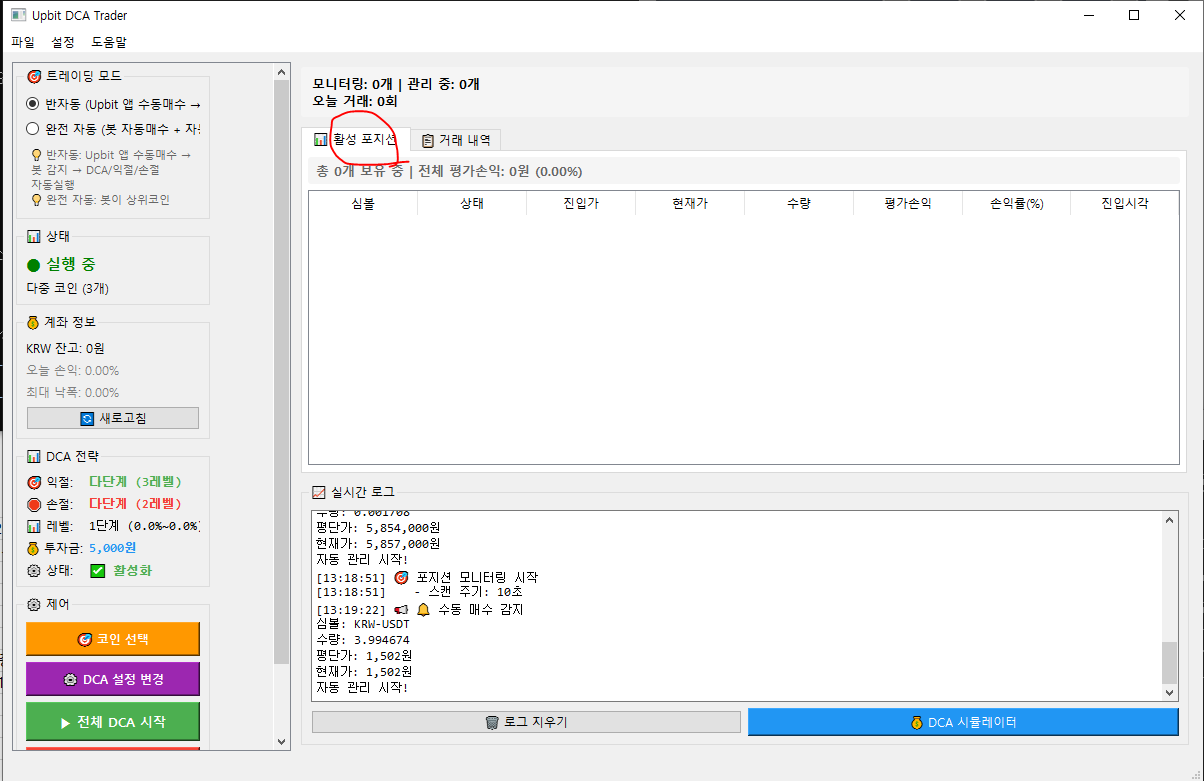 Upbit DCA Trader
파일 설정 도움말
트레이딩 모드
반자동 (Upbit 앱 수동매수 →
완전 자동 (봇 자동매수 + 자동
반자동: Upbit 앱 수동매수 →
봇 감지 → DCA/익절/손절
자동실행
완전 자동: 봇이 상위코인
상태
실행 중
다중 코인 (3개)
계좌 정보
KRW 잔고: 0원
오늘 손익: 0.00%
최대 낙폭: 0.00%
새로고침
DCA 전략
익절: 다단계 (3레벨)
손절: 다단계 (2레벨)
레벨: 1단계 (0.0%~0.0%)
투자금: 5,000원
상태: 활성화
제어
코인 선택
DCA 설정 변경
▶ 전체 DCA 시작
모니터링: 0개 | 관리 중: 0개
오늘 거래: 0회
활성 포지션 거래 내역
총 0개 보유 중 | 전체 평가손익: 0원 (0.00%)
심볼 상태 진입가 현재가 수량 평가손익 손익률(%) 진입시각
실시간 로그
수량: 0.001708
평단가: 5,854,000원
현재가: 5,857,000원
자동 관리 시작!
[13:18:51] 포지션 모니터링 시작
[13:18:51] - 스캔 주기: 10초
[13:19:22] 수동 매수 감지
심볼: KRW-USDT
수량: 3.994674
평단가: 1,502원
현재가: 1,502원
자동 관리 시작!
로그 지우기
DCA 시뮬레이터